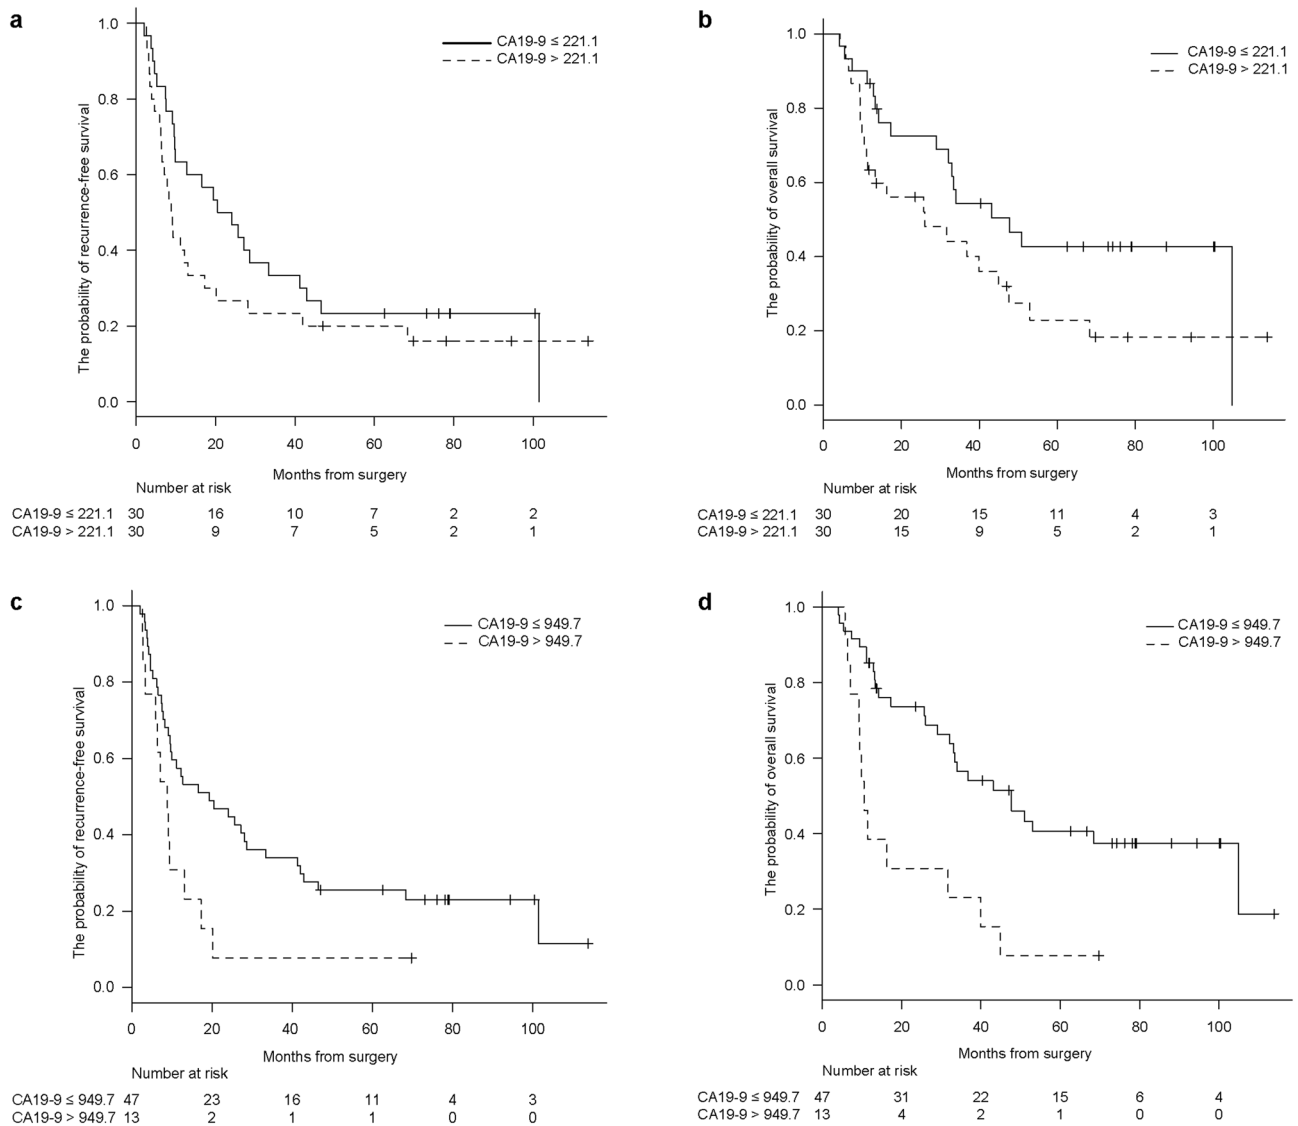 a
The probability of recurrence-free survival
1.0
0.8
0.6
0.4
0.2
0.0
CA19-9 ≤ 221.1
CA19-9 > 221.1
0 20 40 60 80 100
Months from surgery
Number at risk
CA19-9 ≤ 221.1 30 16 10 7 2 2
CA19-9 > 221.1 30 9 7 5 2 1
b
The probability of overall survival
1.0
0.8
0.6
0.4
0.2
0.0
CA19-9 ≤ 221.1
CA19-9 > 221.1
0 20 40 60 80 100
Months from surgery
Number at risk
CA19-9 ≤ 221.1 30 20 15 11 4 3
CA19-9 > 221.1 30 15 9 5 2 1
c
The probability of recurrence-free survival
1.0
0.8
0.6
0.4
0.2
0.0
CA19-9 ≤ 949.7
CA19-9 > 949.7
0 20 40 60 80 100
Months from surgery
Number at risk
CA19-9 ≤ 949.7 47 23 16 11 4 3
CA19-9 > 949.7 13 2 1 1 0 0
d
The probability of overall survival
1.0
0.8
0.6
0.4
0.2
0.0
CA19-9 ≤ 949.7
CA19-9 > 949.7
0 20 40 60 80 100
Months from surgery
Number at risk
CA19-9 ≤ 949.7 47 31 22 15 6 4
CA19-9 > 949.7 13 4 2 1 0 0